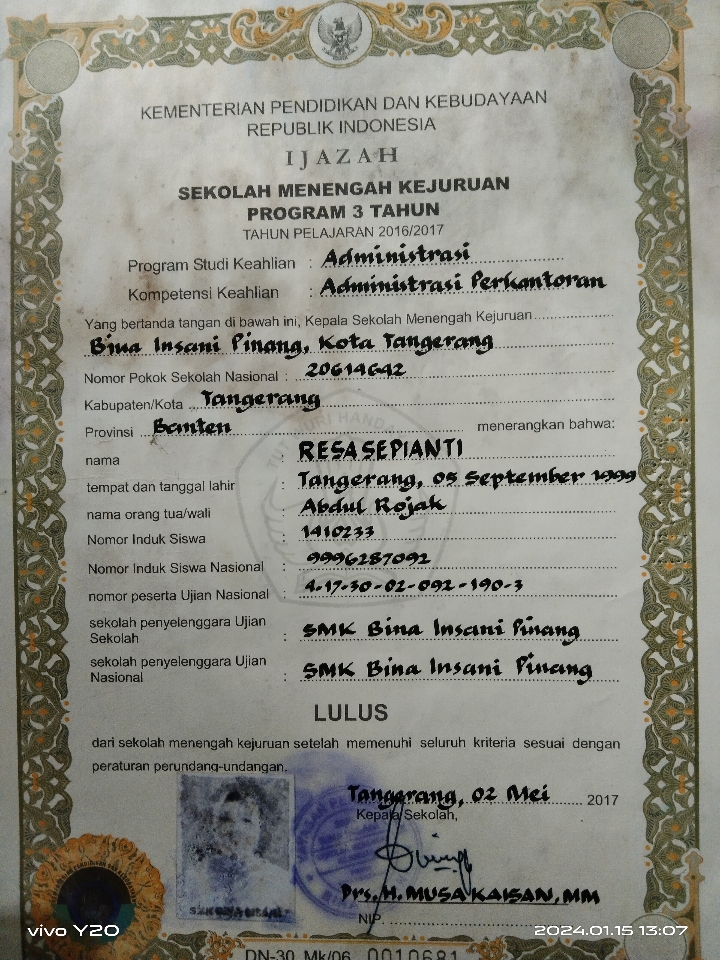 KEMENTERIAN PENDIDIKAN DAN KEBUDAYAAN
REPUBLIK INDONESIA
IJAZAH
SEKOLAH MENENGAH KEJURUAN
PROGRAM 3 TAHUN
TAHUN PELAJARAN 2016/2017
Program Studi Keahlian : Administrasi
Kompetensi Keahlian : Administrasi Perkantoran
Yang bertanda tangan di bawah ini, Kepala Sekolah Menengah Kejuruan
Bina Insani Pinang, Kota Tangerang
Nomor Pokok Sekolah Nasional : 20614642
Kabupaten/Kota Tangerang
Provinsi Banten menerangkan bahwa:
nama : RESA SEPIANTI
tempat dan tanggal lahir : Tangerang, 05 September 1999
nama orang tua/wali : Abdul Rojak
Nomor Induk Siswa : 1410233
Nomor Induk Siswa Nasional : 9996287092
nomor peserta Ujian Nasional : 4-17-30-02-092-190-3
sekolah penyelenggara Ujian
Sekolah : SMK Bina Insani Pinang
sekolah penyelenggara Ujian
Nasional : SMK Bina Insani Pinang
LULUS
dari sekolah menengah kejuruan setelah memenuhi seluruh kriteria sesuai dengan
peraturan perundang-undangan.
Tangerang, 02 Mei 2017
Kepala Sekolah,
Drs. H. MUSA KAISAN, MM
NIP.
DN-30 Mk/06 0010681
vivo Y20
2024.01.15 13:07